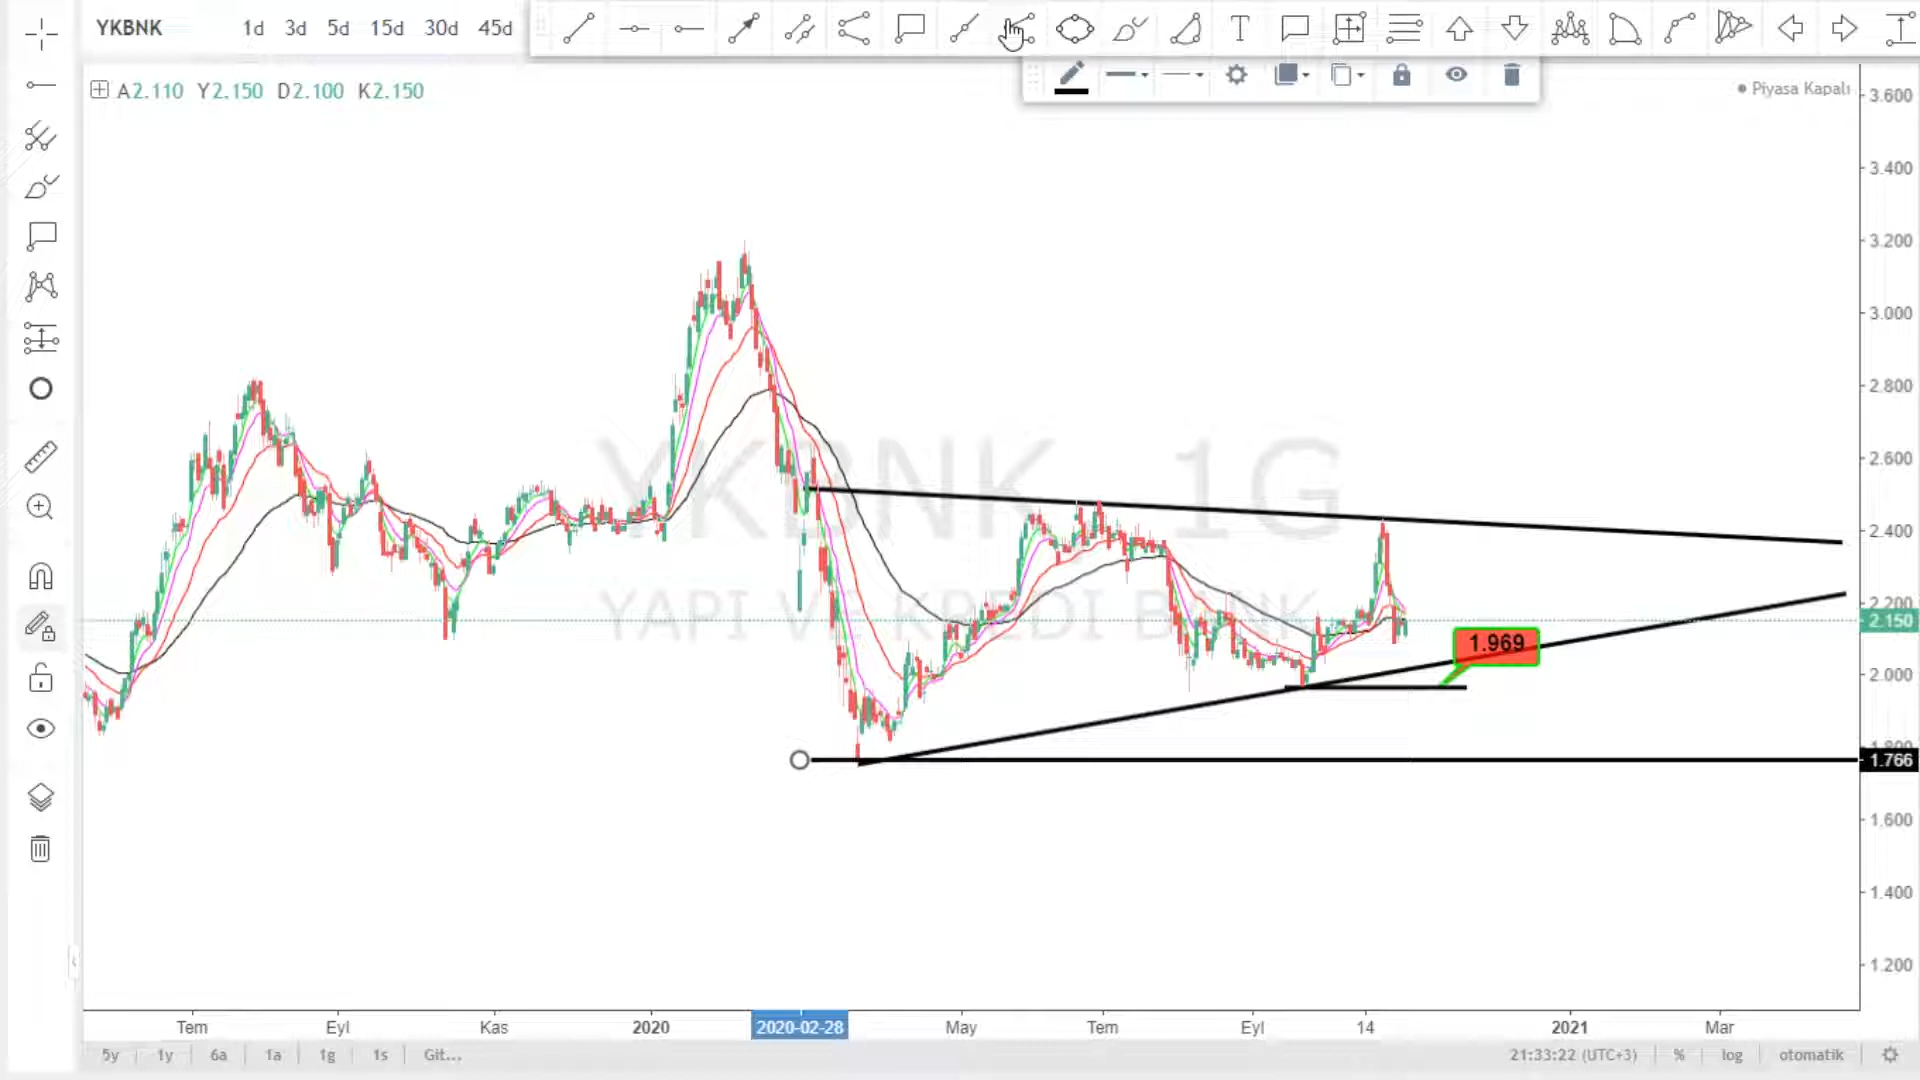 YKBNK 1d 3d 5d 15d 30d 45d
T
A2.110 Y2.150 D2.100 K2.150
Piyasa Kapalı
3.600
3.400
3.200
3.000
2.800
2.600
2.400
2.200
2.150
2.000
1.800
1.766
1.600
1.400
1.200
YKBNK, 1G
YAPI VE KREDI BANK
1.969
Tem Eyl Kas 2020 2020-02-28 May Tem Eyl 14 2021 Mar
5y 1y 6a 1a 1g 1s Git... 21:33:22 (UTC+3) % log otomatik